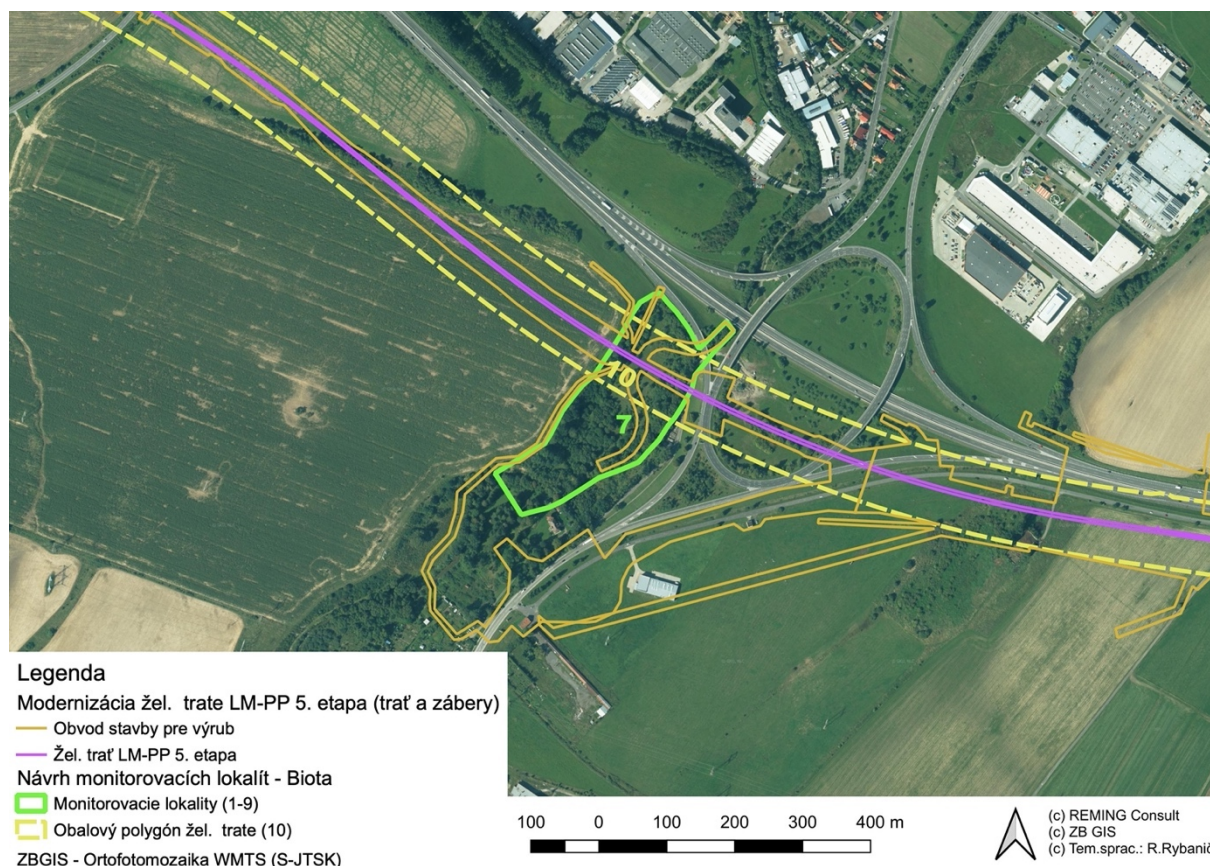 10
7
Legenda
Modernizácia žel. trate LM-PP 5. etapa (trať a zábery)
Obvod stavby pre výrub
Žel. trať LM-PP 5. etapa
Návrh monitorovacích lokalít - Biota
Monitorovacie lokality (1-9)
Obalový polygón žel. trate (10)
ZBGIS - Ortofotomozaika WMTS (S-JTSK)
100 0 100 200 300 400 m
(c) REMING Consult
(c) ZB GIS
(c) Tem.sprac.: R.Rybanič